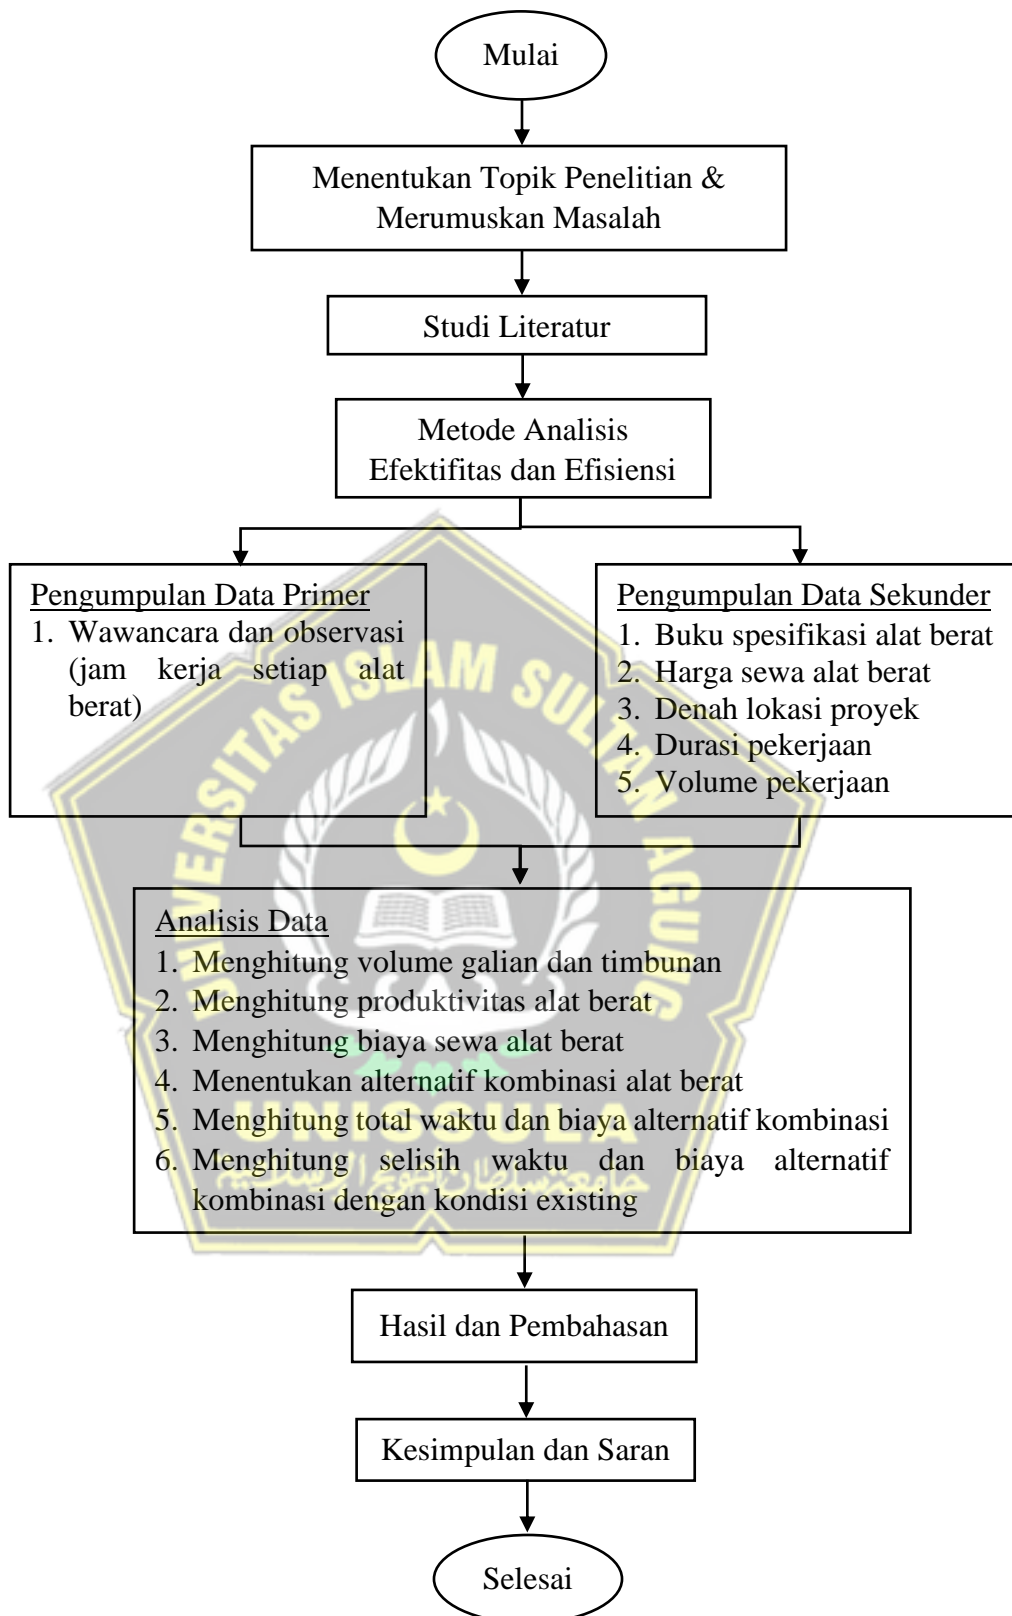 Mulai
Menentukan Topik Penelitian &
Merumuskan Masalah
Studi Literatur
Metode Analisis
Efektifitas dan Efisiensi
Pengumpulan Data Primer
1. Wawancara dan observasi
(jam kerja setiap alat
berat)
Pengumpulan Data Sekunder
1. Buku spesifikasi alat berat
2. Harga sewa alat berat
3. Denah lokasi proyek
4. Durasi pekerjaan
5. Volume pekerjaan
Analisis Data
1. Menghitung volume galian dan timbunan
2. Menghitung produktivitas alat berat
3. Menghitung biaya sewa alat berat
4. Menentukan alternatif kombinasi alat berat
5. Menghitung total waktu dan biaya alternatif kombinasi
6. Menghitung selisih waktu dan biaya alternatif
kombinasi dengan kondisi existing
Hasil dan Pembahasan
Kesimpulan dan Saran
Selesai
UNIVERSITAS ISLAM SULTAN AGUNG
UNISSULA